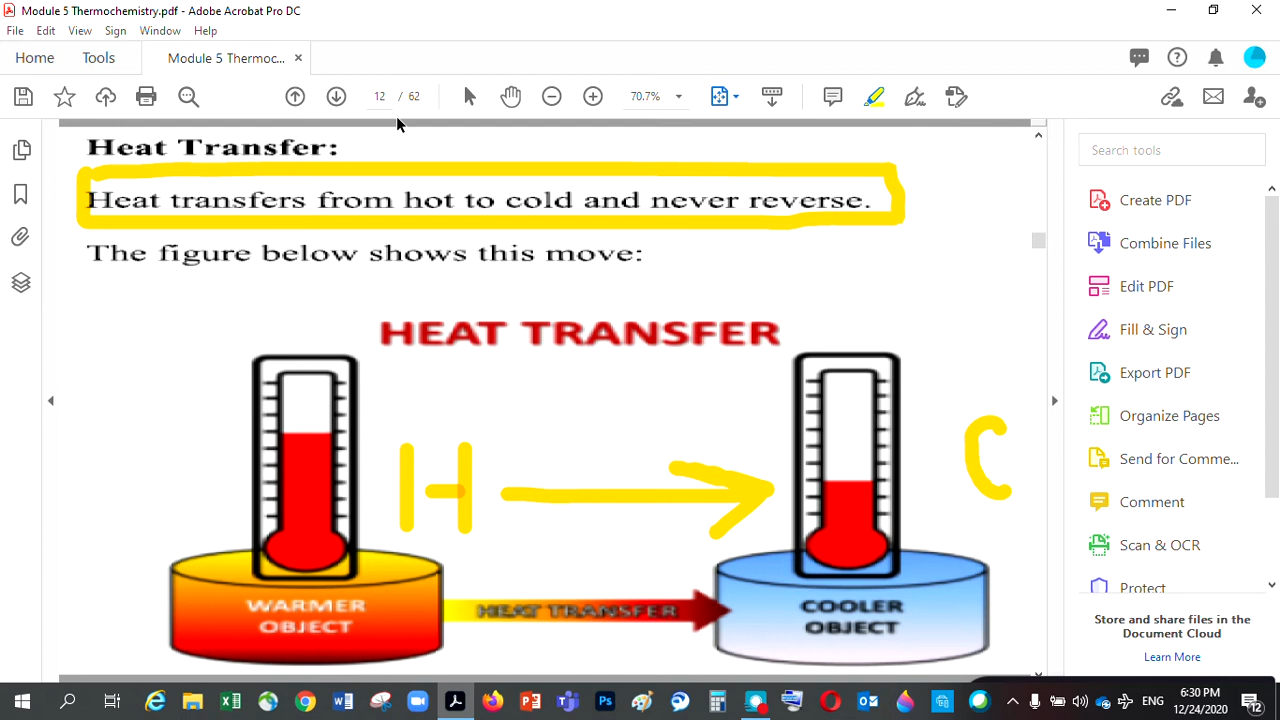 Module 5 Thermochemistry.pdf - Adobe Acrobat Pro DC
File Edit View Sign Window Help
Home Tools Module 5 Thermoc... ×
12 / 62 70.7%
Heat Transfer:
Heat transfers from hot to cold and never reverse.
The figure below shows this move:
HEAT TRANSFER
H C
WARMER
OBJECT
HEAT TRANSFER
COOLER
OBJECT
Search tools
Create PDF
Combine Files
Edit PDF
Fill & Sign
Export PDF
Organize Pages
Send for Comme...
Comment
Scan & OCR
Protect
Store and share files in the
Document Cloud
Learn More
ENG
6:30 PM
12/24/2020
12